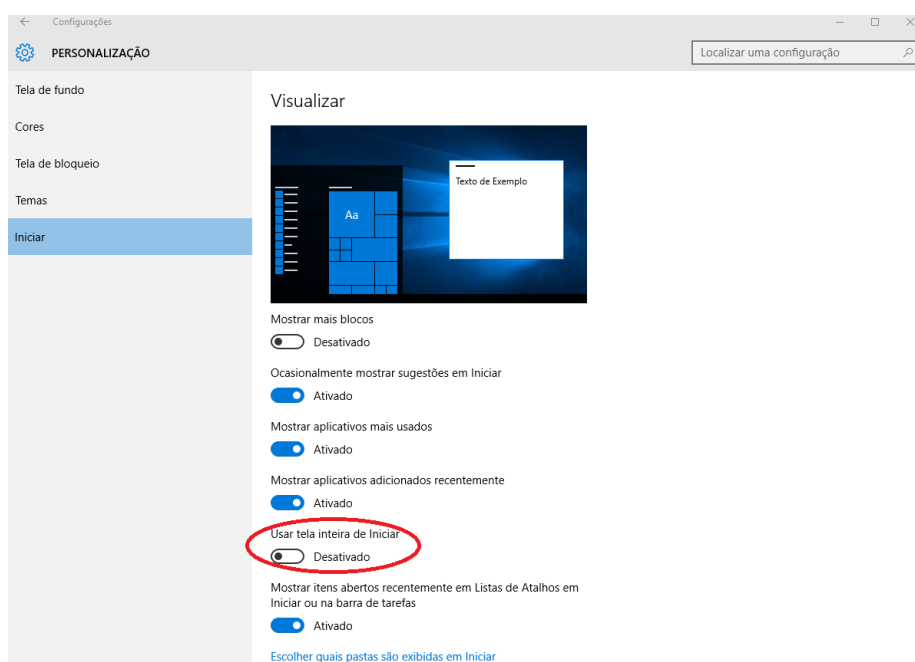 Configurações
PERSONALIZAÇÃO
Localizar uma configuração
Tela de fundo
Cores
Tela de bloqueio
Temas
Iniciar
Visualizar
Texto de Exemplo
Aa
Mostrar mais blocos
Desativado
Ocasionalmente mostrar sugestões em Iniciar
Ativado
Mostrar aplicativos mais usados
Ativado
Mostrar aplicativos adicionados recentemente
Ativado
Usar tela inteira de Iniciar
Desativado
Mostrar itens abertos recentemente em Listas de Atalhos em
Iniciar ou na barra de tarefas
Ativado
Escolher quais pastas são exibidas em Iniciar